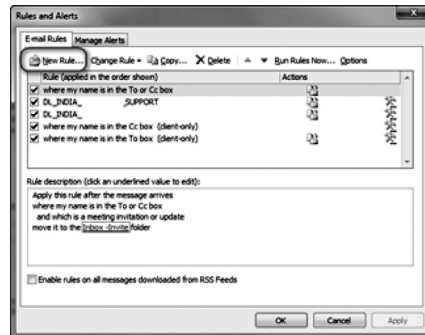 Rules and Alerts
E-mail Rules Manage Alerts
New Rule... Change Rule Copy... Delete Run Rules Now... Options
Rule (applied in the order shown) Actions
where my name is in the To or Cc box
DL_INDIA_ _SUPPORT
DL_INDIA_
where my name is in the Cc box (client-only)
where my name is in the To box (client-only)
Rule description (click an underlined value to edit):
Apply this rule after the message arrives
where my name is in the To or Cc box
and which is a meeting invitation or update
move it to the Inbox -Invite folder
Enable rules on all messages downloaded from RSS Feeds
OK Cancel Apply